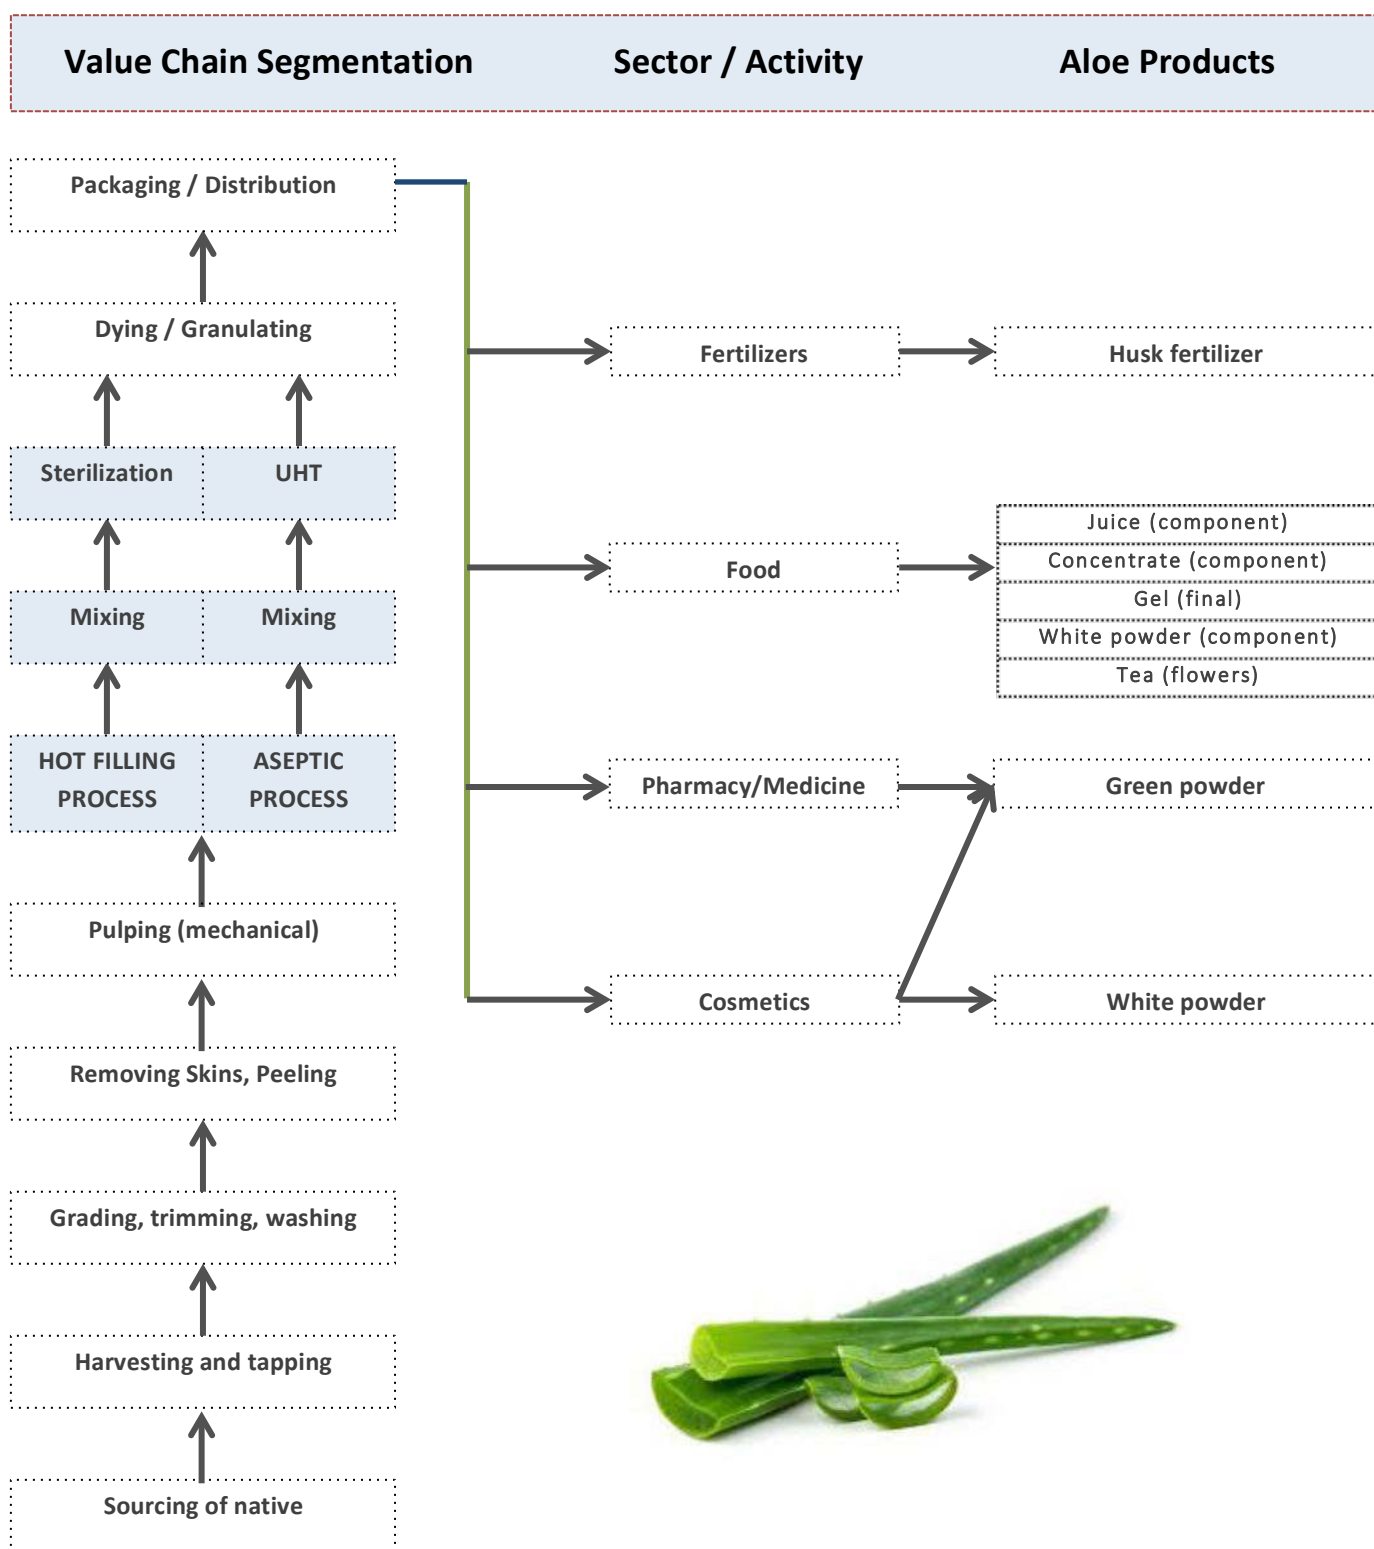 Value Chain Segmentation
Sector / Activity
Aloe Products
Packaging / Distribution
Dying / Granulating
Fertilizers
Husk fertilizer
Sterilization
UHT
Juice (component)
Concentrate (component)
Food
Gel (final)
White powder (component)
Tea (flowers)
Mixing
Mixing
HOT FILLING
PROCESS
ASEPTIC
PROCESS
Pharmacy/Medicine
Green powder
Pulping (mechanical)
Cosmetics
White powder
Removing Skins, Peeling
Grading, trimming, washing
Harvesting and tapping
Sourcing of native